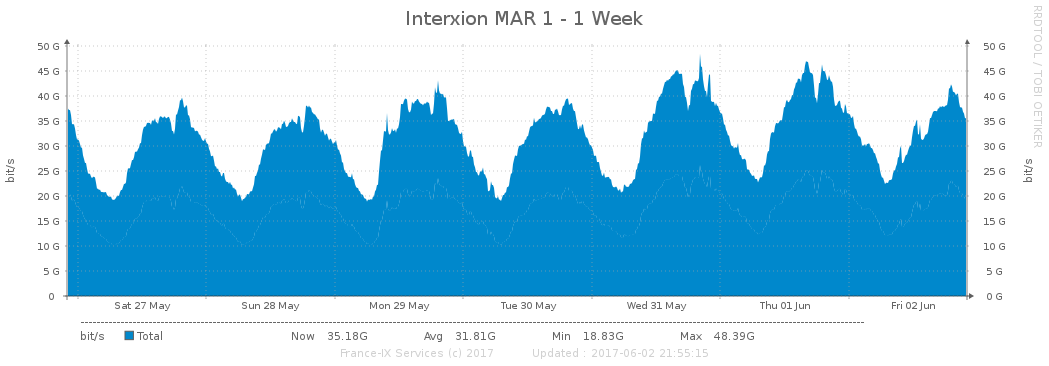 Interxion MAR 1 - 1 Week
RRDTOOL / TOBI OETIKER
bit/s
bit/s
50 G 50 G
45 G 45 G
40 G 40 G
35 G 35 G
30 G 30 G
25 G 25 G
20 G 20 G
15 G 15 G
10 G 10 G
5 G 5 G
0 0 G
Sat 27 May Sun 28 May Mon 29 May Tue 30 May Wed 31 May Thu 01 Jun Fri 02 Jun
bit/s Total Now 35.18G Avg 31.81G Min 18.83G Max 48.39G
France-IX Services (c) 2017 Updated : 2017-06-02 21:55:15